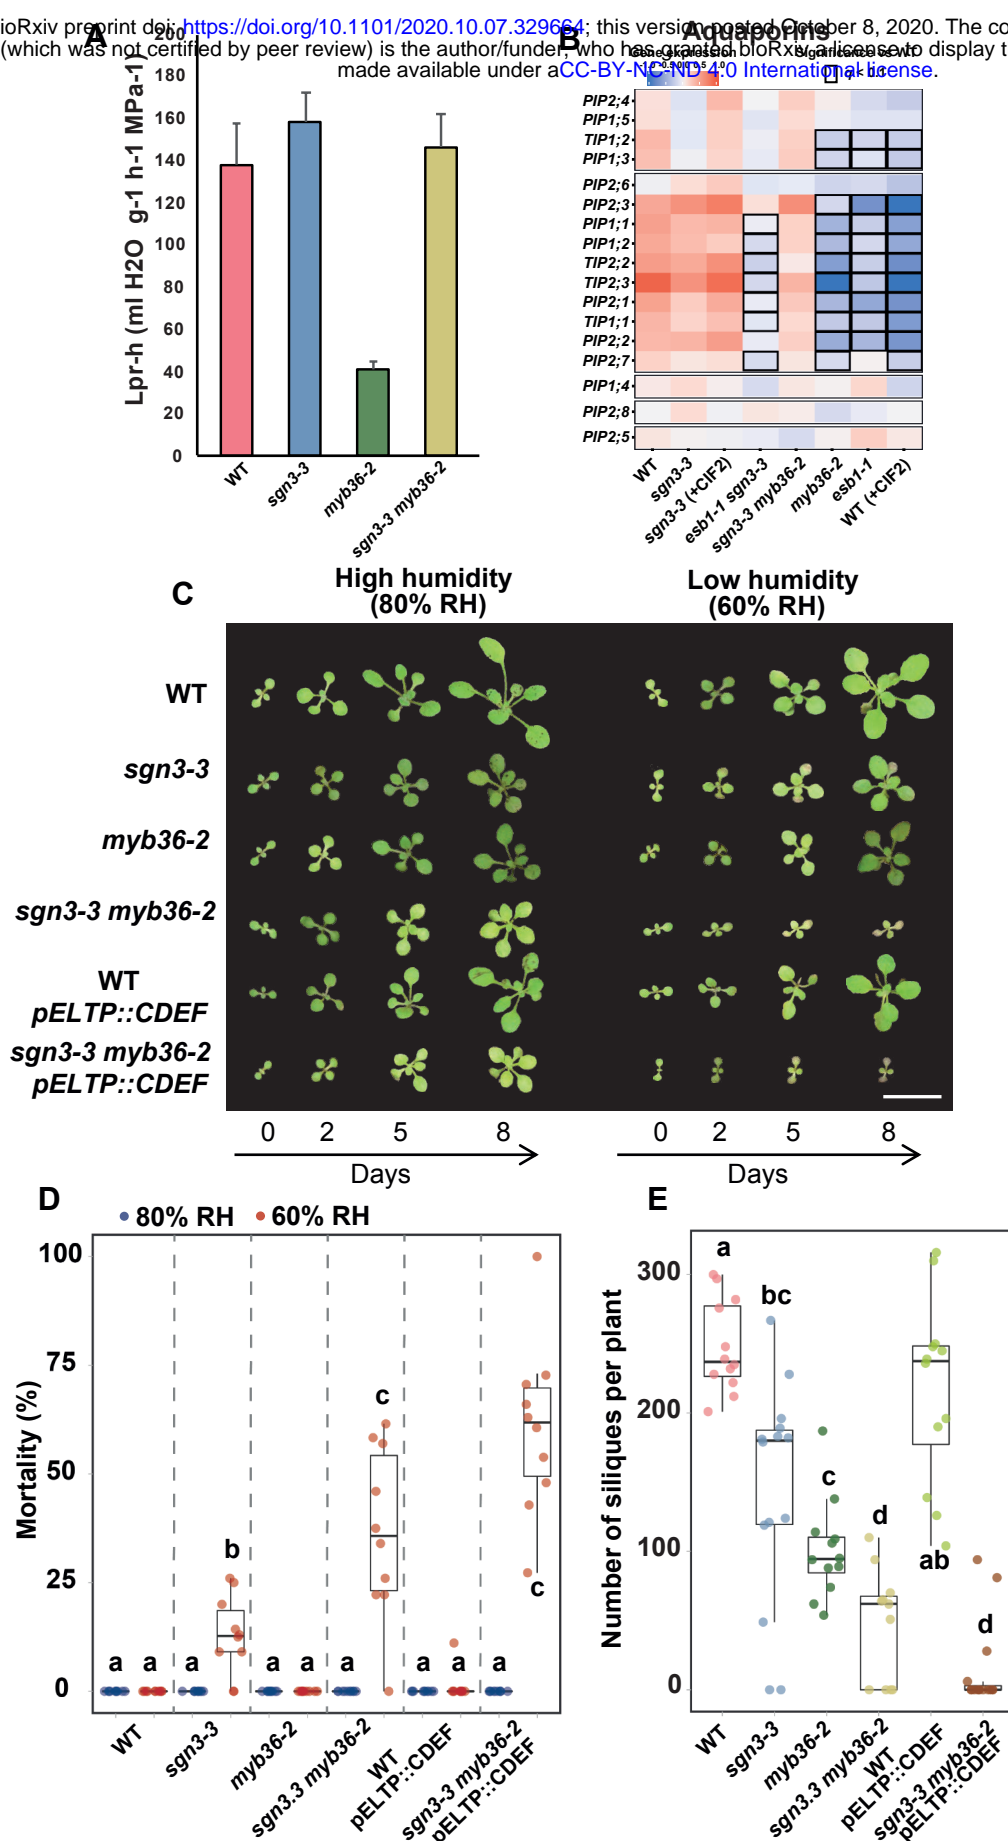 ioRxiv preprint doi: https://doi.org/10.1101/2020.10.07.329664; this version posted October 8, 2020. The co
(which was not certified by peer review) is the author/funder, who has granted bioRxiv a license to display t
made available under aCC-BY-NC-ND 4.0 International license.
A
Lpr-h (ml H2O g-1 h-1 MPa-1)
200
180
160
140
120
100
80
60
40
20
0
WT
sgn3-3
myb36-2
sgn3-3 myb36-2
B
Aquaporins
Gene expression
Significance vs WT
PIP2;4
PIP1;5
TIP1;2
PIP1;3
PIP2;6
PIP2;3
PIP1;1
PIP1;2
TIP2;2
TIP2;3
PIP2;1
TIP1;1
PIP2;2
PIP2;7
PIP1;4
PIP2;8
PIP2;5
WT
sgn3-3
sgn3-3 (+CIF2)
esb1-1 sgn3-3
sgn3-3 myb36-2
myb36-2
esb1-1
WT (+CIF2)
C
High humidity
(80% RH)
Low humidity
(60% RH)
WT
sgn3-3
myb36-2
sgn3-3 myb36-2
WT
pELTP::CDEF
sgn3-3 myb36-2
pELTP::CDEF
0 2 5 8
Days
0 2 5 8
Days
D
80% RH 60% RH
Mortality (%)
100
75
50
25
0
a a a b a a a c a a a c
WT
sgn3-3
myb36-2
sgn3.3 myb36-2
WT
pELTP::CDEF
sgn3-3 myb36-2
pELTP::CDEF
E
Number of siliques per plant
300
200
100
0
a bc c d ab d
WT
sgn3-3
myb36-2
sgn3.3 myb36-2
WT
pELTP::CDEF
sgn3-3 myb36-2
pELTP::CDEF